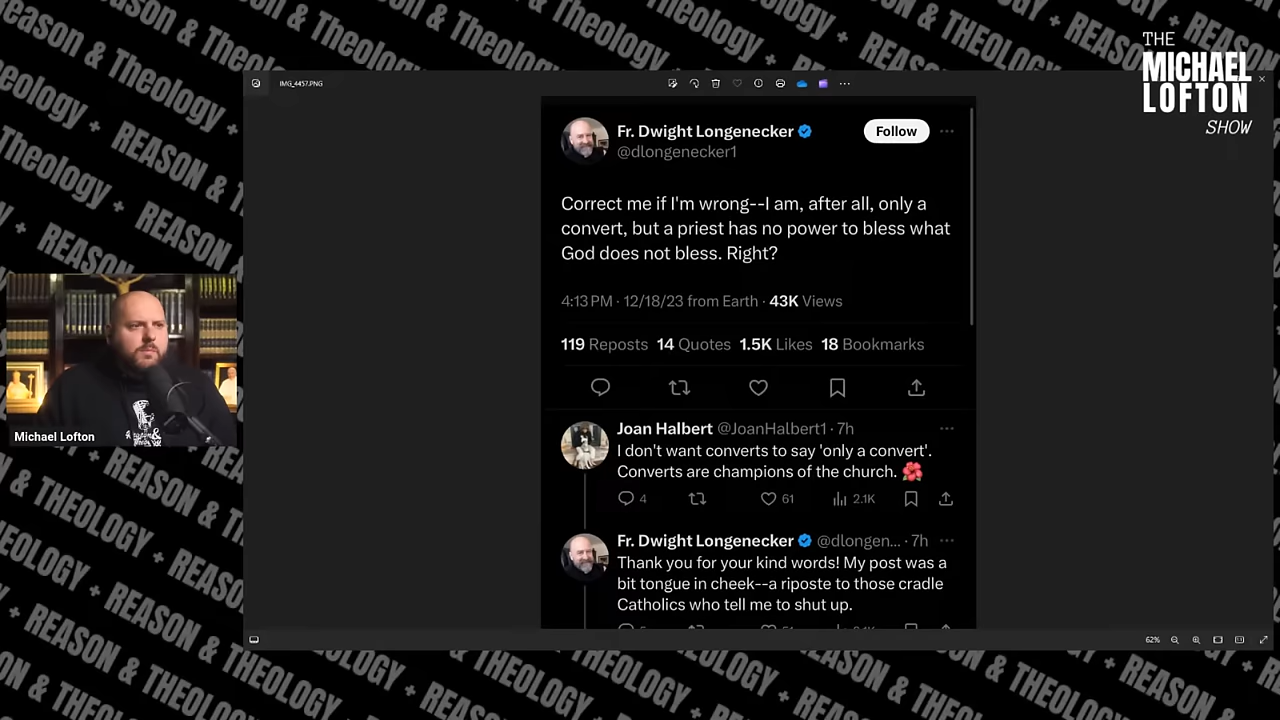 THE
MICHAEL
LOFTON
SHOW
IMG_4457.PNG
Fr. Dwight Longenecker
Follow
@dlongenecker1
Correct me if I'm wrong--I am, after all, only a
convert, but a priest has no power to bless what
God does not bless. Right?
4:13 PM · 12/18/23 from Earth · 43K Views
119 Reposts 14 Quotes 1.5K Likes 18 Bookmarks
Joan Halbert @JoanHalbert1 · 7h
I don't want converts to say 'only a convert'.
Converts are champions of the church.
4 61 2.1K
Fr. Dwight Longenecker @dlongen... · 7h
Thank you for your kind words! My post was a
bit tongue in cheek--a riposte to those cradle
Catholics who tell me to shut up.
Michael Lofton
62%
REASON & THEOLOGY +